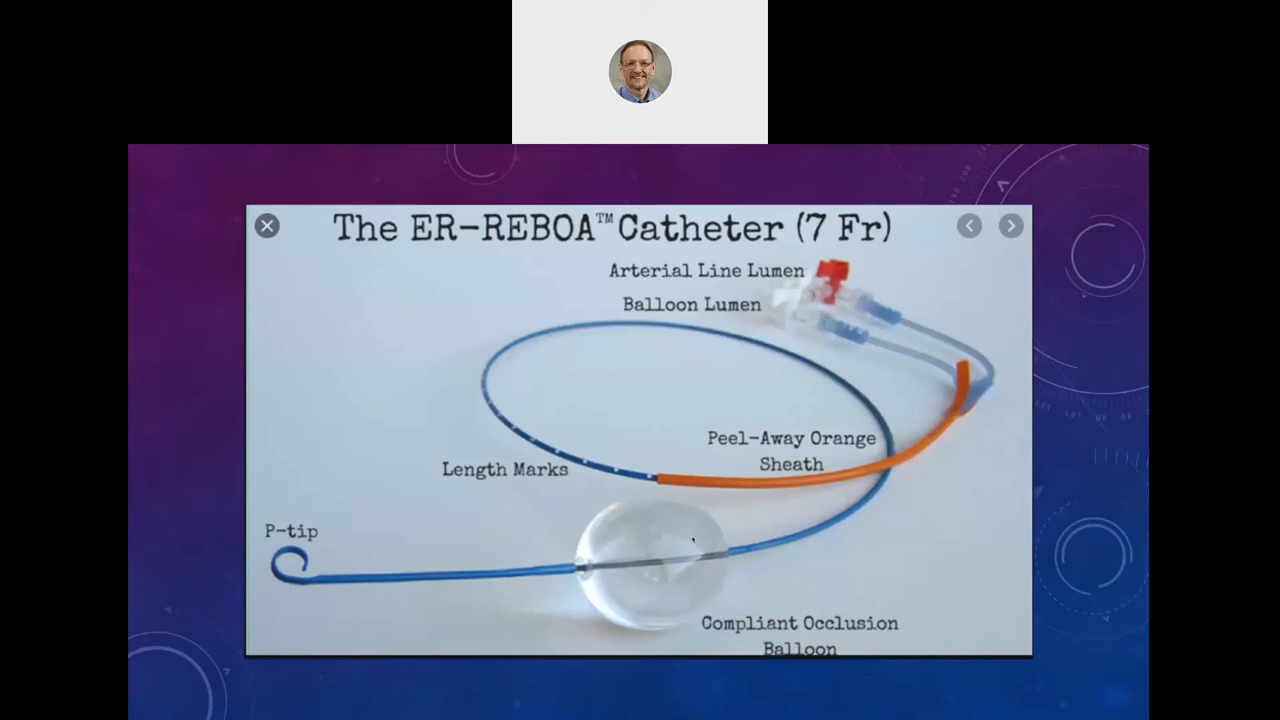 The ER-REBOA™ Catheter (7 Fr)
Arterial Line Lumen
Balloon Lumen
Peel-Away Orange
Sheath
Length Marks
P-tip
Compliant Occlusion
Balloon